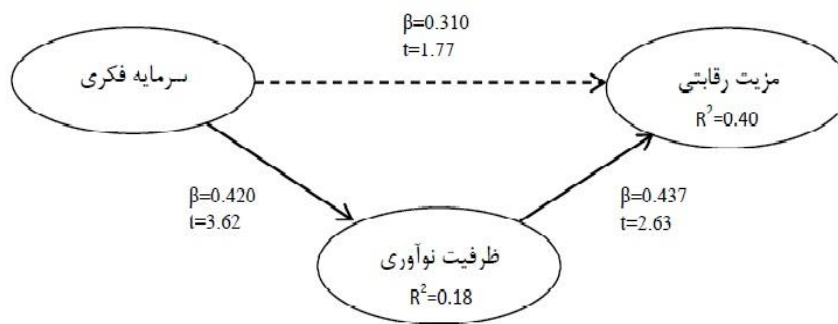 β=0.310
t=1.77
سرمایه فکری
مزیت رقابتی
R²=0.40
β=0.420
t=3.62
β=0.437
t=2.63
ظرفیت نوآوری
R²=0.18